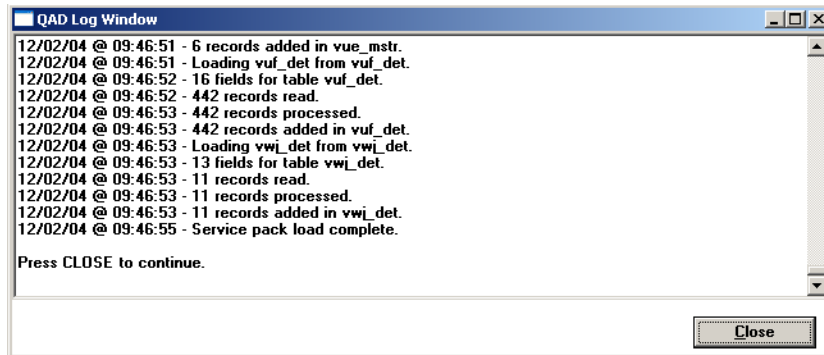 QAD Log Window
12/02/04 @ 09:46:51 - 6 records added in vue_mstr.
12/02/04 @ 09:46:51 - Loading vuf_det from vuf_det.
12/02/04 @ 09:46:52 - 16 fields for table vuf_det.
12/02/04 @ 09:46:52 - 442 records read.
12/02/04 @ 09:46:53 - 442 records processed.
12/02/04 @ 09:46:53 - 442 records added in vuf_det.
12/02/04 @ 09:46:53 - Loading vwj_det from vwj_det.
12/02/04 @ 09:46:53 - 13 fields for table vwj_det.
12/02/04 @ 09:46:53 - 11 records read.
12/02/04 @ 09:46:53 - 11 records processed.
12/02/04 @ 09:46:53 - 11 records added in vwj_det.
12/02/04 @ 09:46:55 - Service pack load complete.
Press CLOSE to continue.
Close